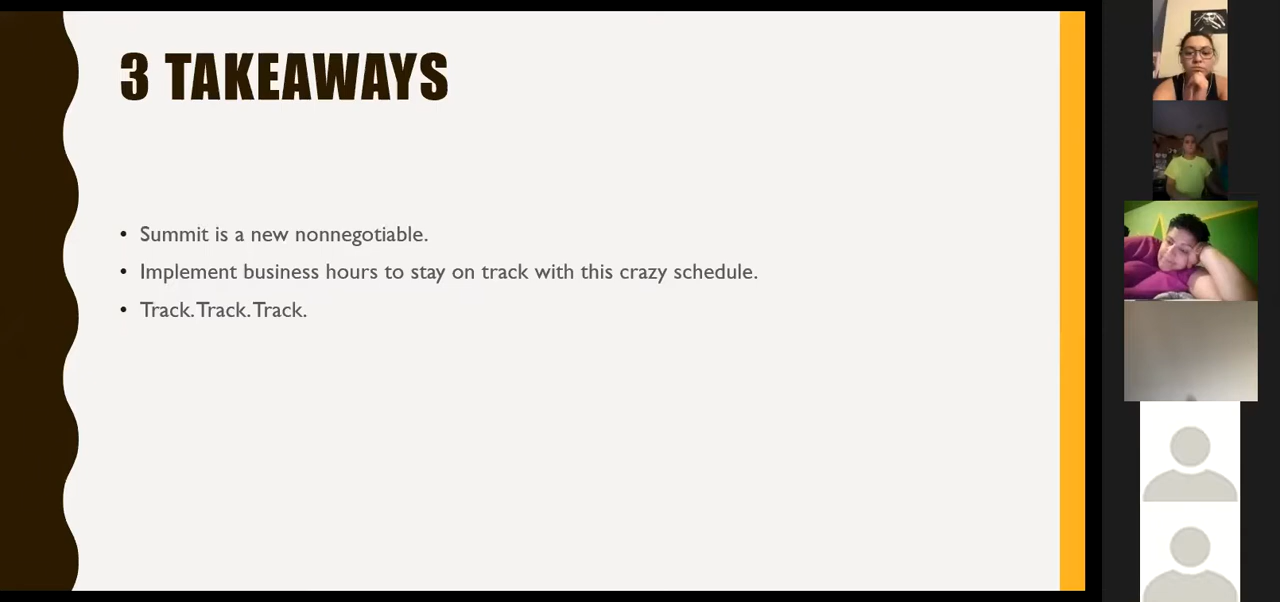 3 TAKEAWAYS
• Summit is a new nonnegotiable.
• Implement business hours to stay on track with this crazy schedule.
• Track. Track. Track.